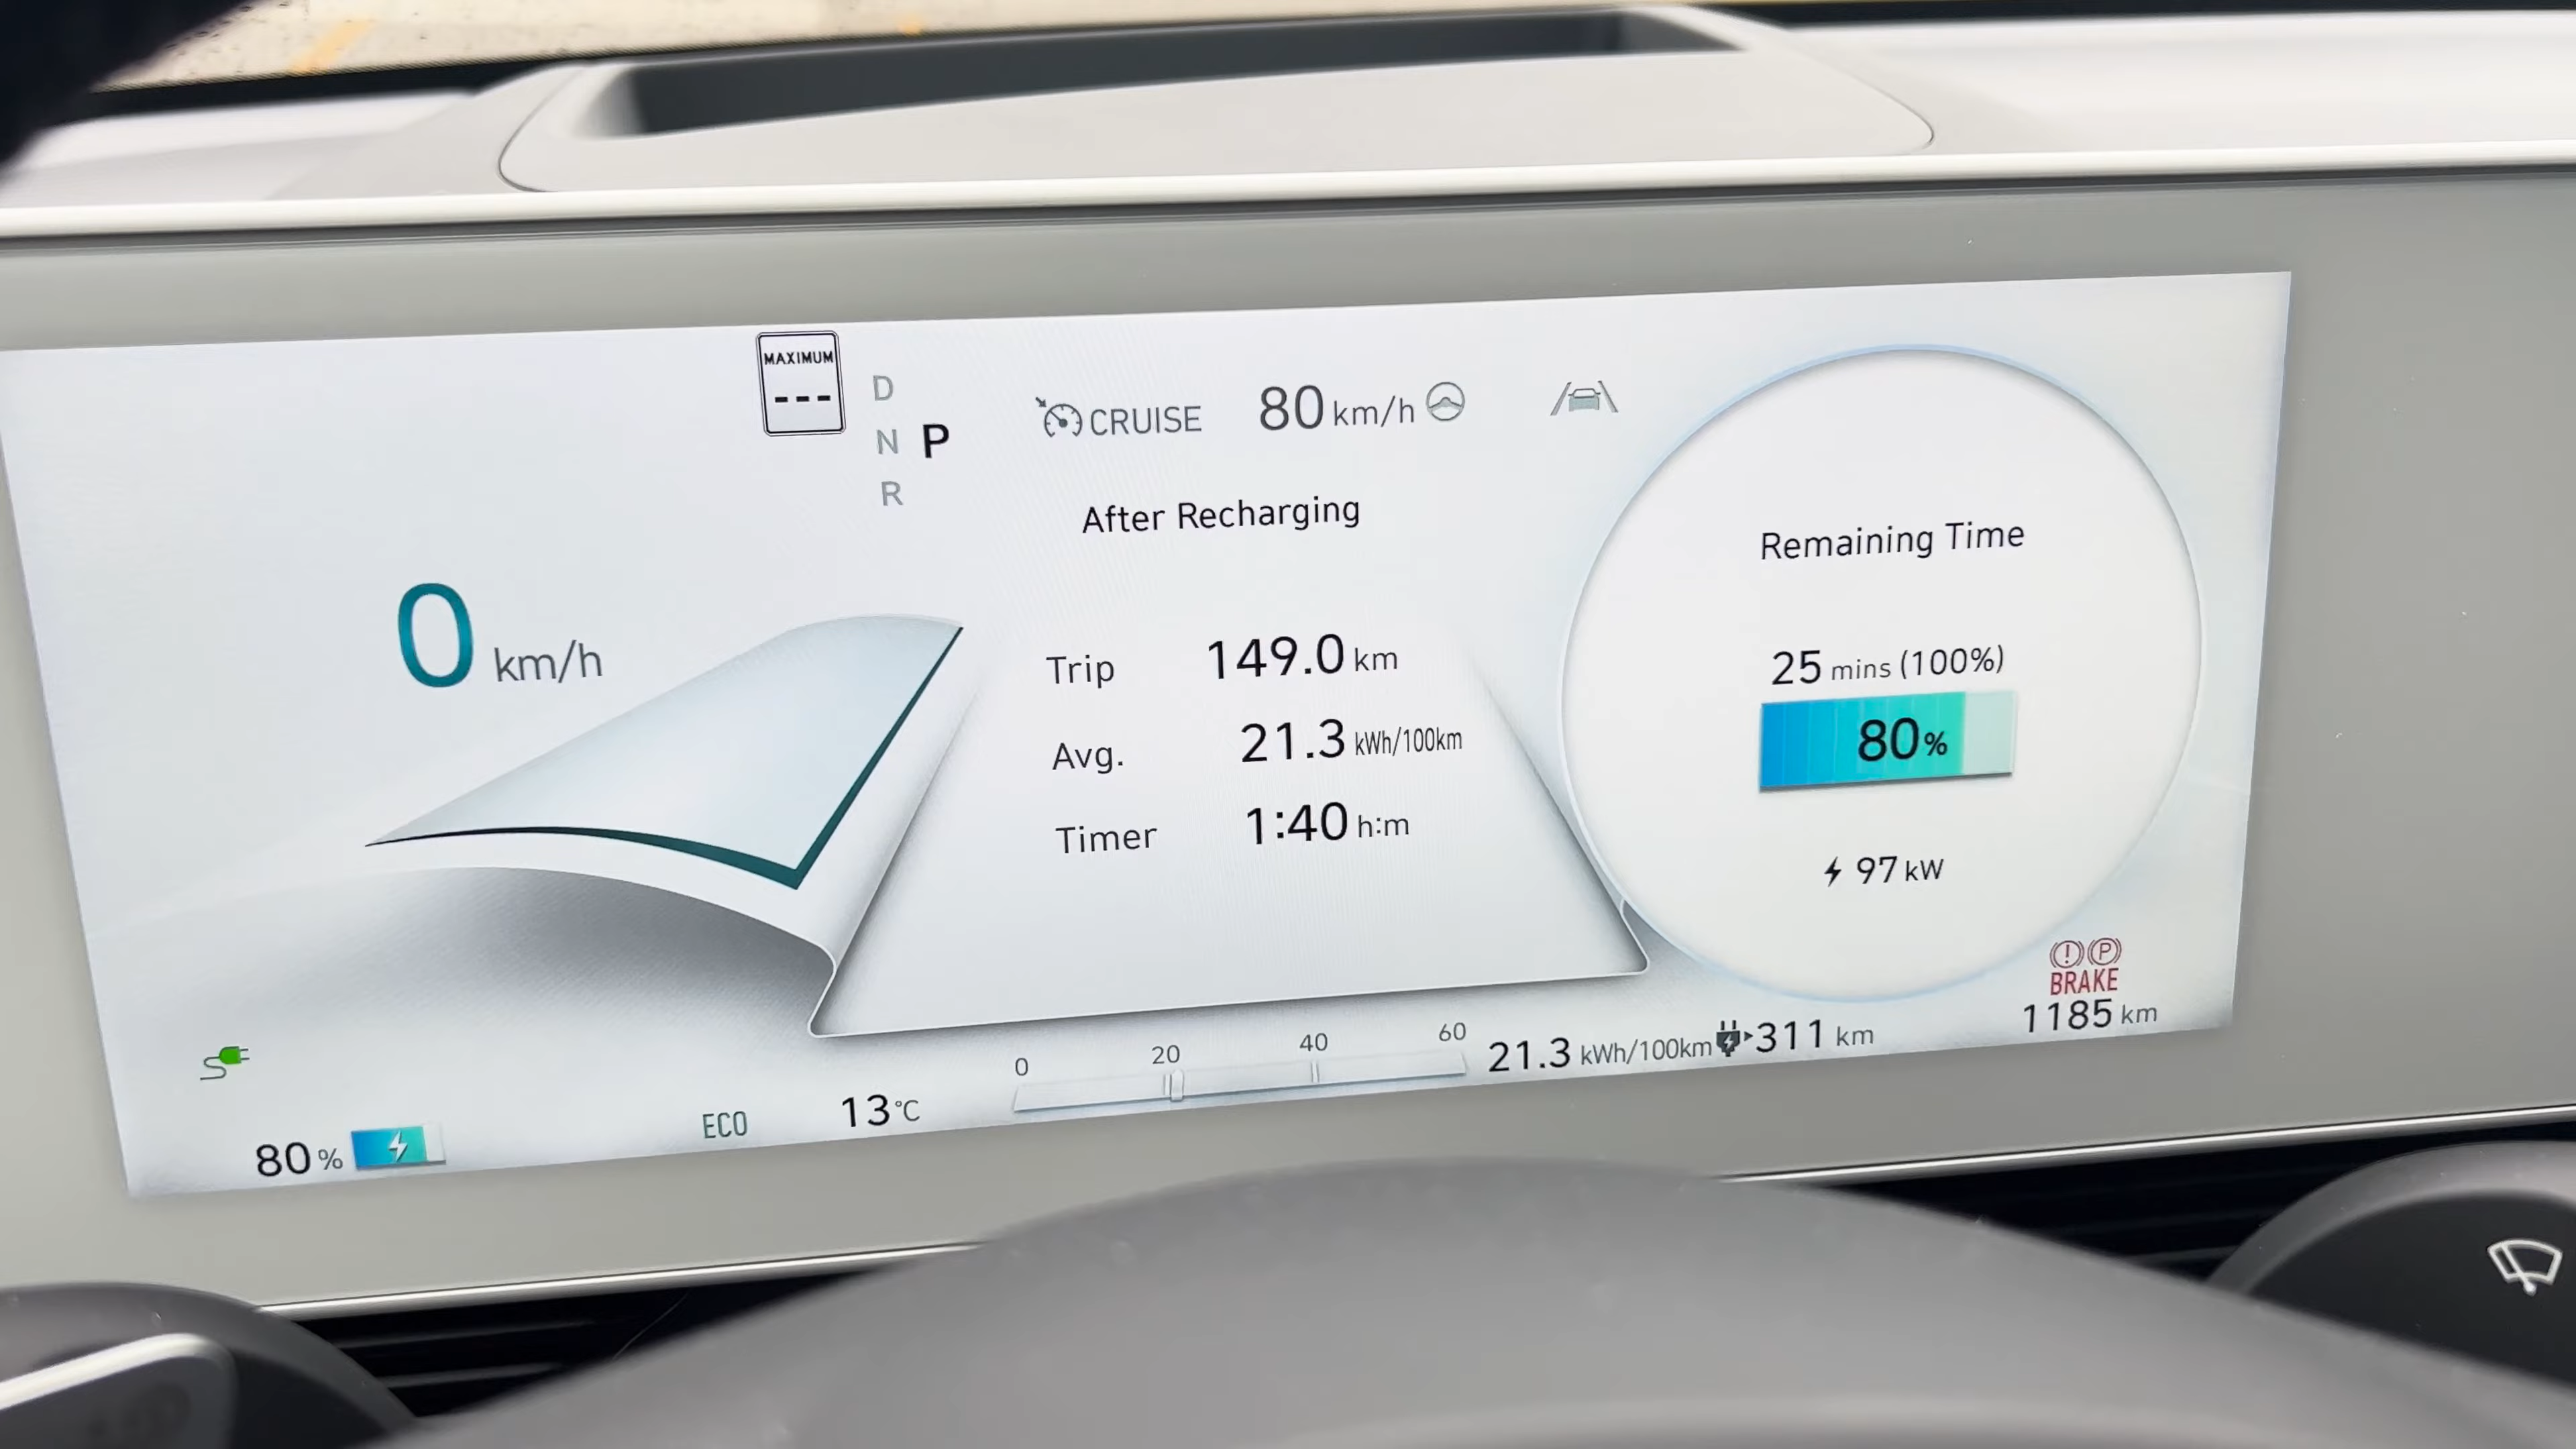 MAXIMUM
---
D
N P
R
CRUISE 80 km/h
After Recharging
0 km/h
Trip 149.0 km
Avg. 21.3 kWh/100km
Timer 1:40 h:m
Remaining Time
25 mins (100%)
80%
97 kW
BRAKE
1185 km
80%
ECO
13°C
0 20 40 60
21.3 kWh/100km
311 km